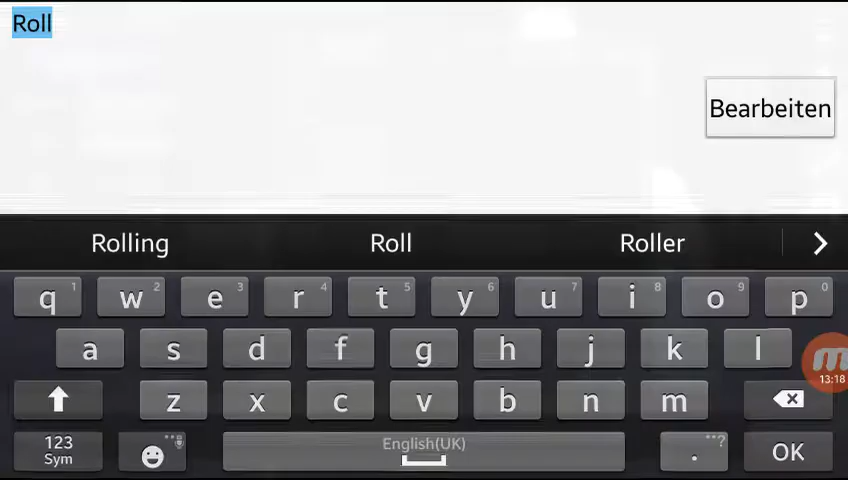 Roll
Bearbeiten
Rolling Roll Roller
q 1 w 2 e 3 r 4 t 5 y 6 u 7 i 8 o 9 p 0
a s d f g h j k l
z x c v b n m
13:18
123
Sym
English(UK)
. ,,?
OK